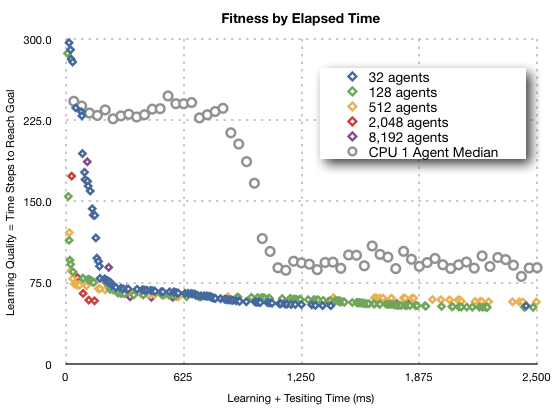 Fitness by Elapsed Time
300.0
225.0
150.0
75.0
0
Learning Quality = Time Steps to Reach Goal
32 agents
128 agents
512 agents
2,048 agents
8,192 agents
CPU 1 Agent Median
0
625
1,250
1,875
2,500
Learning + Tesiting Time (ms)